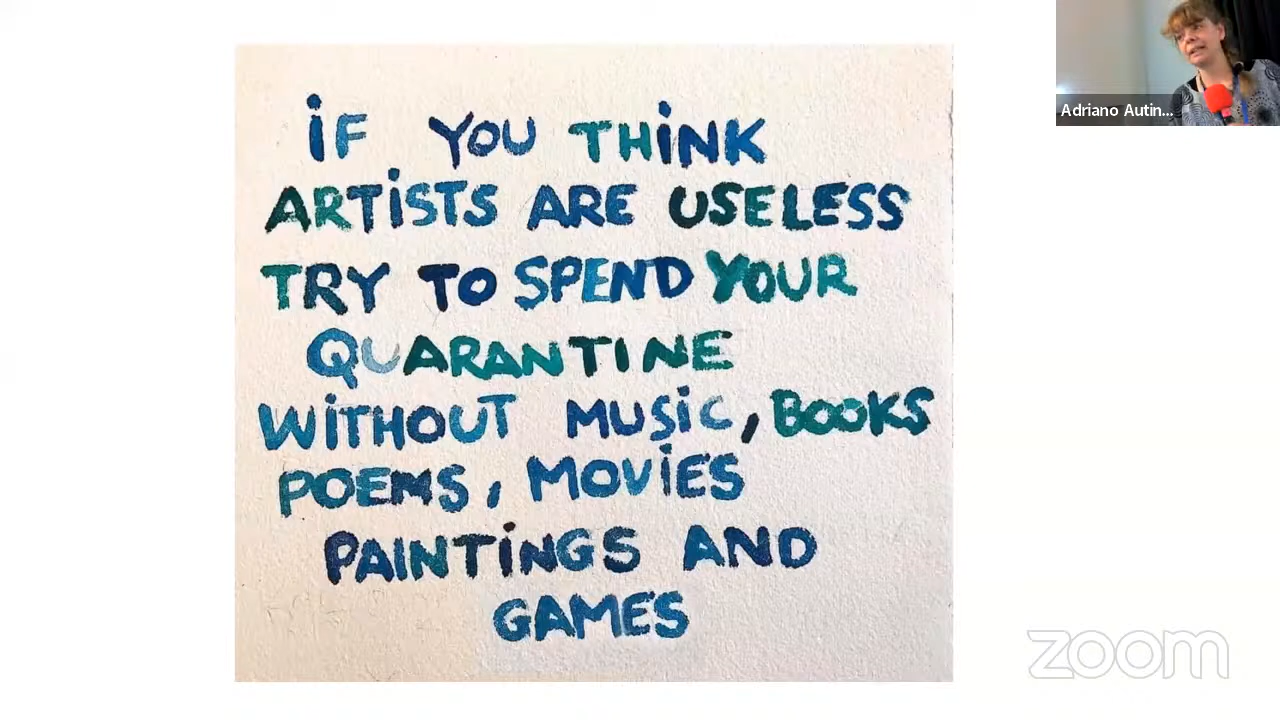 iF YOU THiNK
ARTiSTS ARE USELESS
TRY TO SPEND YOUR
QUARANTINE
WiTHOUT MUSiC, BOOKS
POEMS, MOViES
PAINTiNGS AND
GAMES
Adriano Autin...
zoom